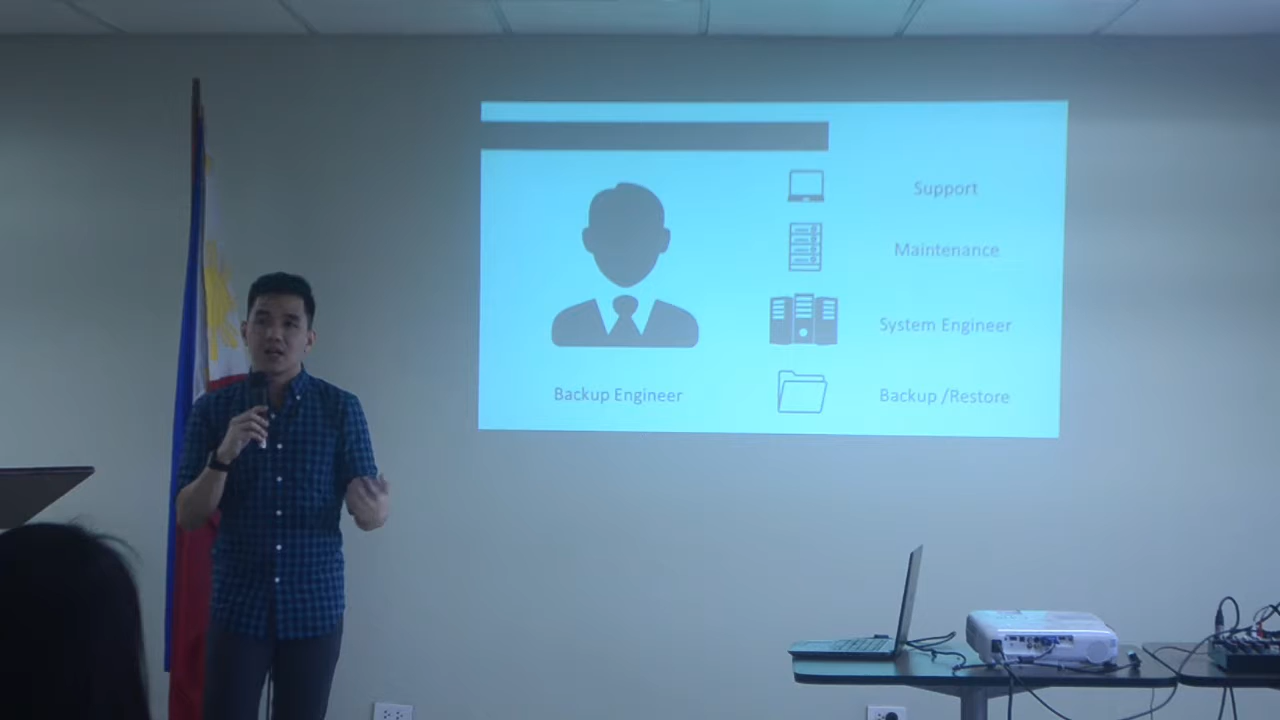 Support
Maintenance
System Engineer
Backup Engineer
Backup /Restore